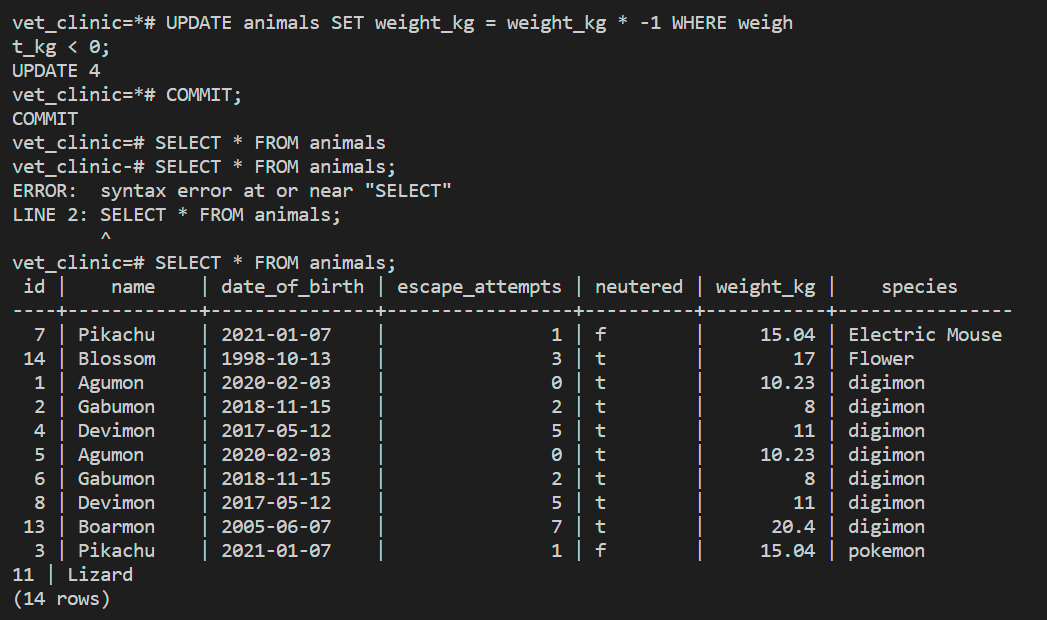 vet_clinic=*# UPDATE animals SET weight_kg = weight_kg * -1 WHERE weigh
t_kg < 0;
UPDATE 4
vet_clinic=*# COMMIT;
COMMIT
vet_clinic=# SELECT * FROM animals
vet_clinic-# SELECT * FROM animals;
ERROR:  syntax error at or near "SELECT"
LINE 2: SELECT * FROM animals;
        ^
vet_clinic=# SELECT * FROM animals;
 id |    name    | date_of_birth | escape_attempts | neutered | weight_kg |    species
----+------------+---------------+-----------------+----------+-----------+----------------
  7 | Pikachu    | 2021-01-07    |               1 | f        |     15.04 | Electric Mouse
 14 | Blossom    | 1998-10-13    |               3 | t        |        17 | Flower
  1 | Agumon     | 2020-02-03    |               0 | t        |     10.23 | digimon
  2 | Gabumon    | 2018-11-15    |               2 | t        |         8 | digimon
  4 | Devimon    | 2017-05-12    |               5 | t        |        11 | digimon
  5 | Agumon     | 2020-02-03    |               0 | t        |     10.23 | digimon
  6 | Gabumon    | 2018-11-15    |               2 | t        |         8 | digimon
  8 | Devimon    | 2017-05-12    |               5 | t        |        11 | digimon
 13 | Boarmon    | 2005-06-07    |               7 | t        |      20.4 | digimon
  3 | Pikachu    | 2021-01-07    |               1 | f        |     15.04 | pokemon
11 | Lizard
(14 rows)